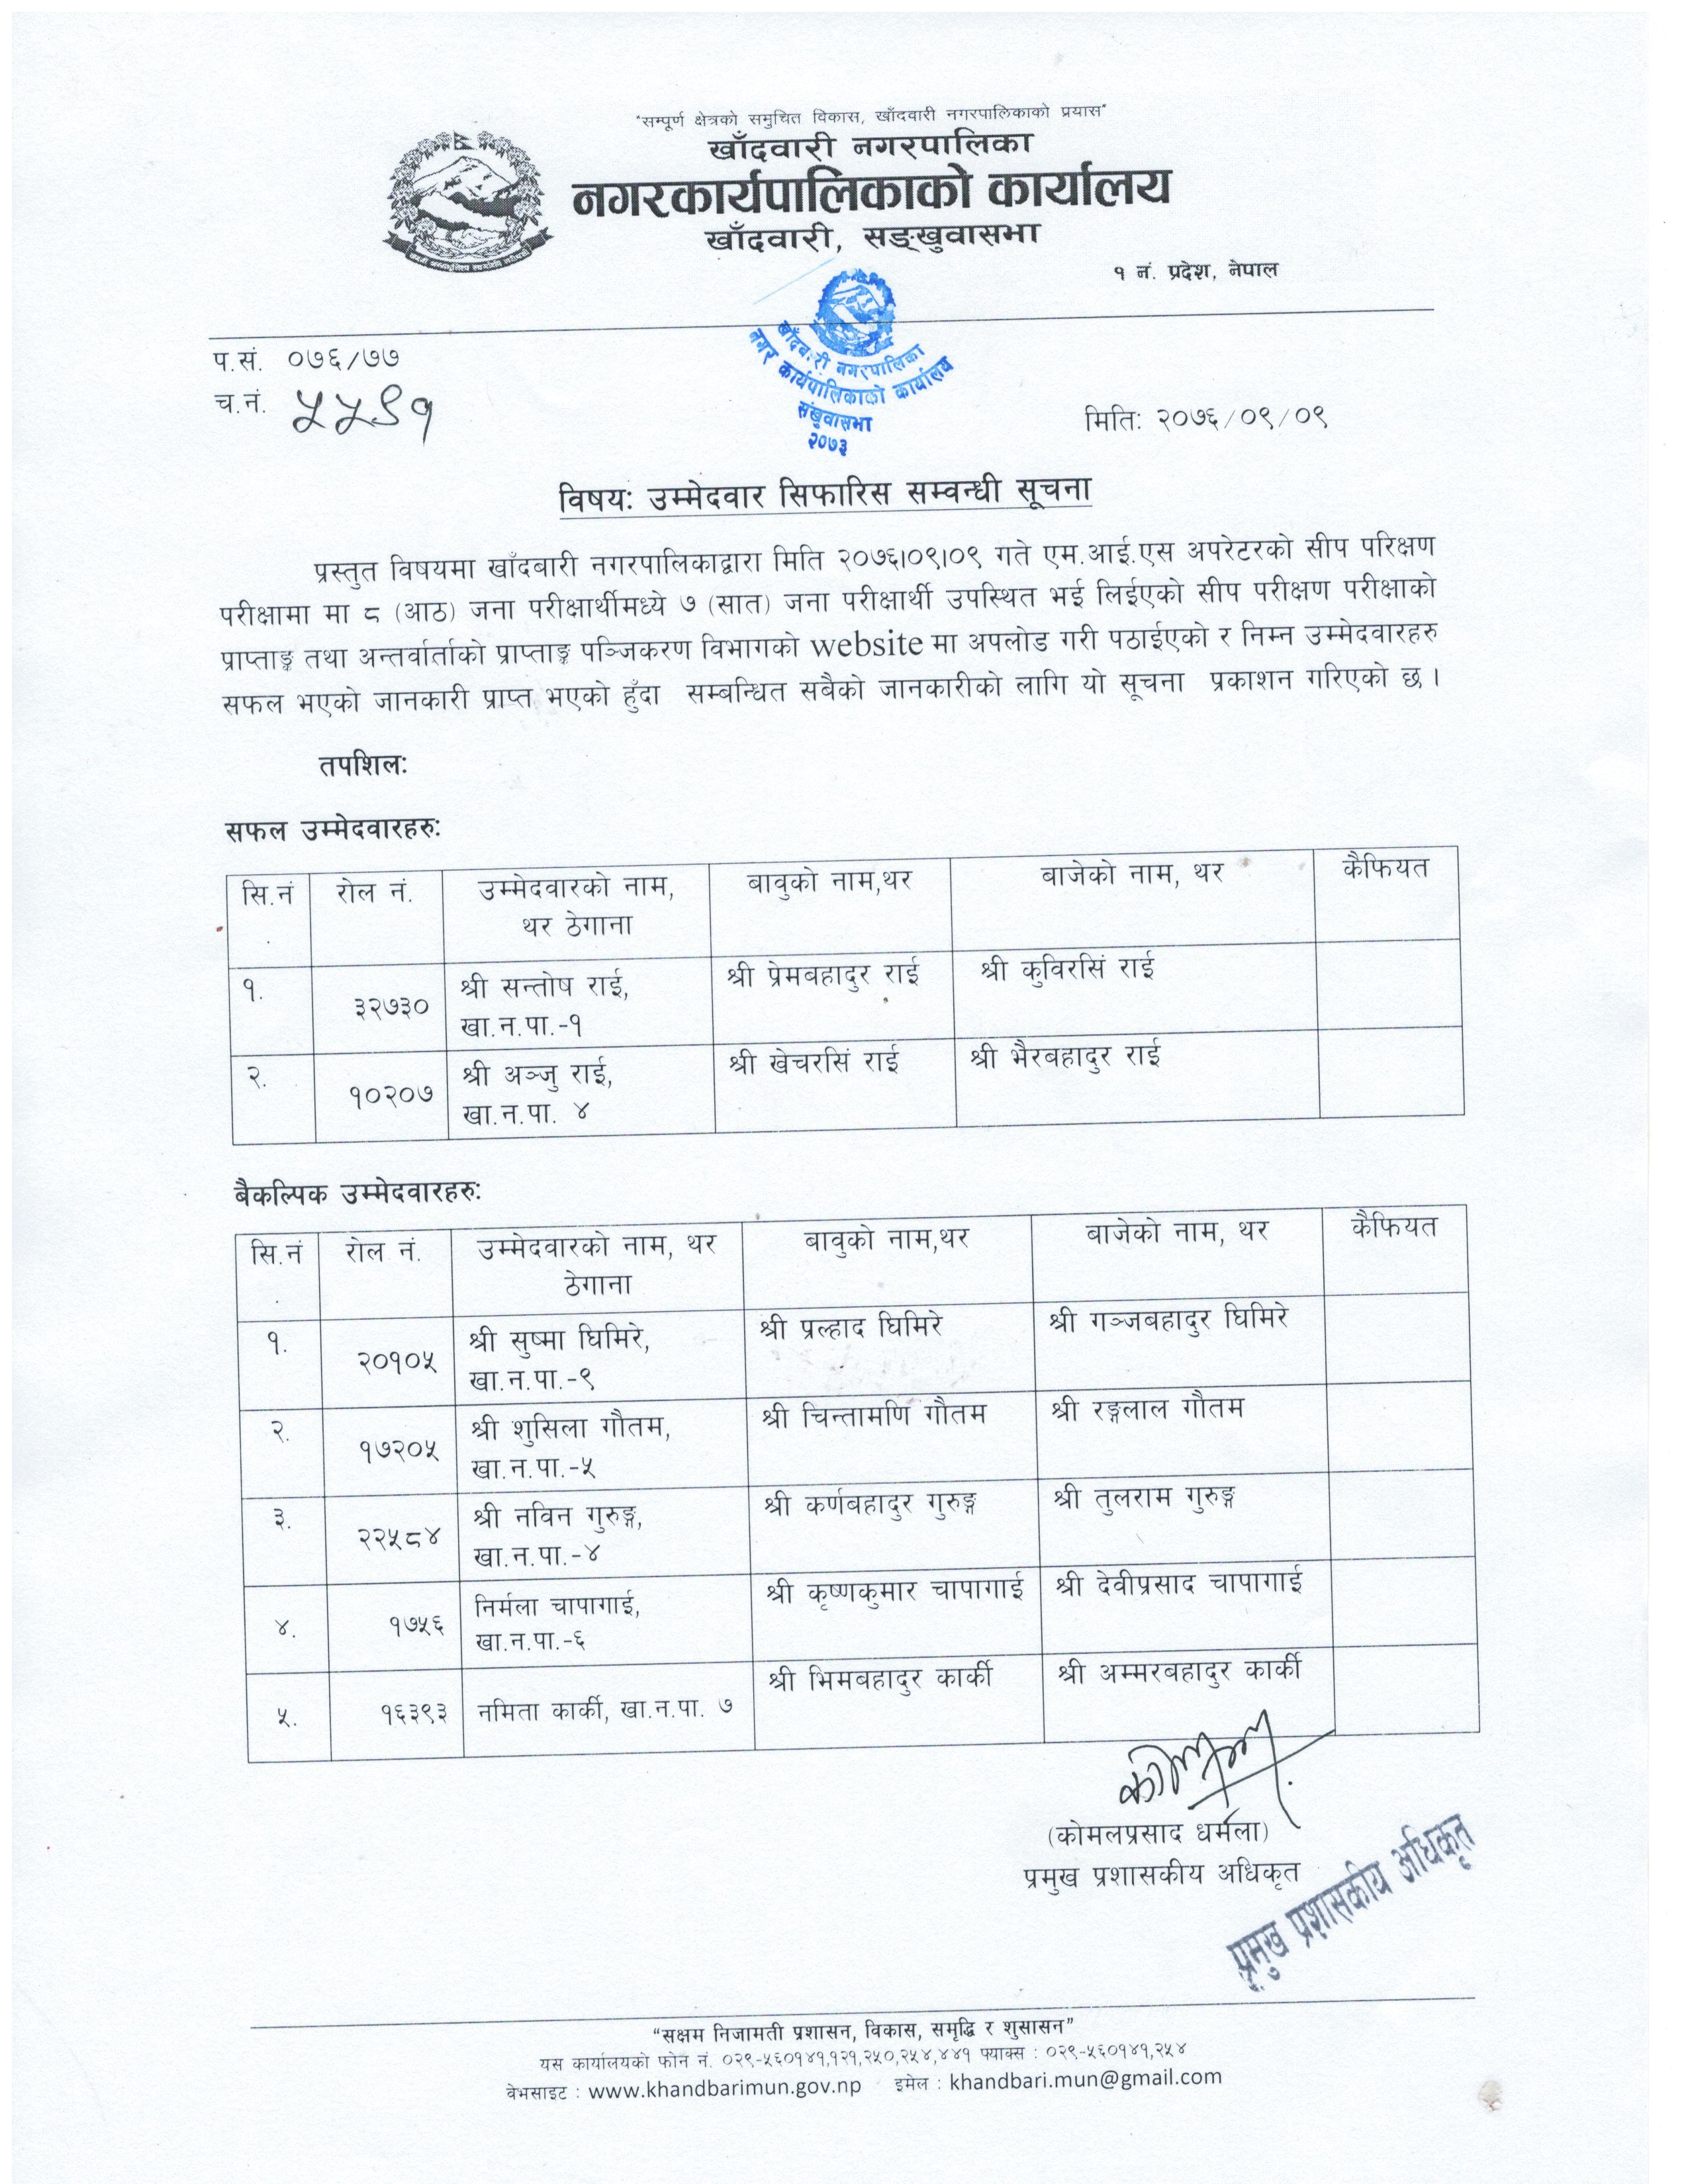 "सम्पूर्ण क्षेत्रको समुचित विकास, खाँदवारी नगरपालिकाको प्रयास"
खाँदवारी नगरपालिका
नगरकार्यपालिकाको कार्यालय
खाँदवारी, सङ्खुवासभा
१ नं. प्रदेश, नेपाल
खाँदबारी नगरपालिका
नगर कार्यपालिकाको कार्यालय
संखुवासभा
२०७३
प.सं. ०७६/७७
च.नं. ५५९१
मिति: २०७६/०९/०९
विषय: उम्मेदवार सिफारिस सम्वन्धी सूचना
प्रस्तुत विषयमा खाँदबारी नगरपालिकाद्वारा मिति २०७६।०९।०९ गते एम.आई.एस अपरेटरको सीप परिक्षण
परीक्षामा मा ८ (आठ) जना परीक्षार्थीमध्ये ७ (सात) जना परीक्षार्थी उपस्थित भई लिईएको सीप परीक्षण परीक्षाको
प्राप्ताङ्क तथा अन्तर्वार्ताको प्राप्ताङ्क पञ्जिकरण विभागको website मा अपलोड गरी पठाईएको र निम्न उम्मेदवारहरु
सफल भएको जानकारी प्राप्त भएको हुँदा सम्बन्धित सबैको जानकारीको लागि यो सूचना प्रकाशन गरिएको छ ।
तपशिल:
सफल उम्मेदवारहरु:
सि.नं. रोल नं. उम्मेदवारको नाम, थर ठेगाना बावुको नाम,थर बाजेको नाम, थर कैफियत
१. ३२७३० श्री सन्तोष राई, खा.न.पा.-१ श्री प्रेमबहादुर राई श्री कुविरसिं राई
२. १०२०७ श्री अञ्जु राई, खा.न.पा. ४ श्री खेचरसिं राई श्री भैरबहादुर राई
बैकल्पिक उम्मेदवारहरु:
सि.नं. रोल नं. उम्मेदवारको नाम, थर ठेगाना बावुको नाम,थर बाजेको नाम, थर कैफियत
१. २०१०५ श्री सुष्मा घिमिरे, खा.न.पा.-९ श्री प्रल्हाद घिमिरे श्री गञ्जबहादुर घिमिरे
२. १७२०५ श्री शुसिला गौतम, खा.न.पा.-५ श्री चिन्तामणि गौतम श्री रङ्गलाल गौतम
३. २२५८४ श्री नविन गुरुङ्ग, खा.न.पा.-४ श्री कर्णबहादुर गुरुङ्ग श्री तुलराम गुरुङ्ग
४. १७५६ निर्मला चापागाई, खा.न.पा.-६ श्री कृष्णकुमार चापागाई श्री देवीप्रसाद चापागाई
५. १६३९३ नमिता कार्की, खा.न.पा. ७ श्री भिमबहादुर कार्की श्री अम्मरबहादुर कार्की
(कोमलप्रसाद धर्मला)
प्रमुख प्रशासकीय अधिकृत
प्रमुख प्रशासकीय अधिकृत
"सक्षम निजामती प्रशासन, विकास, समृद्धि र शुसासन"
यस कार्यालयको फोन नं. ०२९-५६०१४१,१२१,२५०,२५४,४४१ फ्याक्स : ०२९-५६०१४१,२५४
वेभसाइट : www.khandbarimun.gov.np इमेल : khandbari.mun@gmail.com